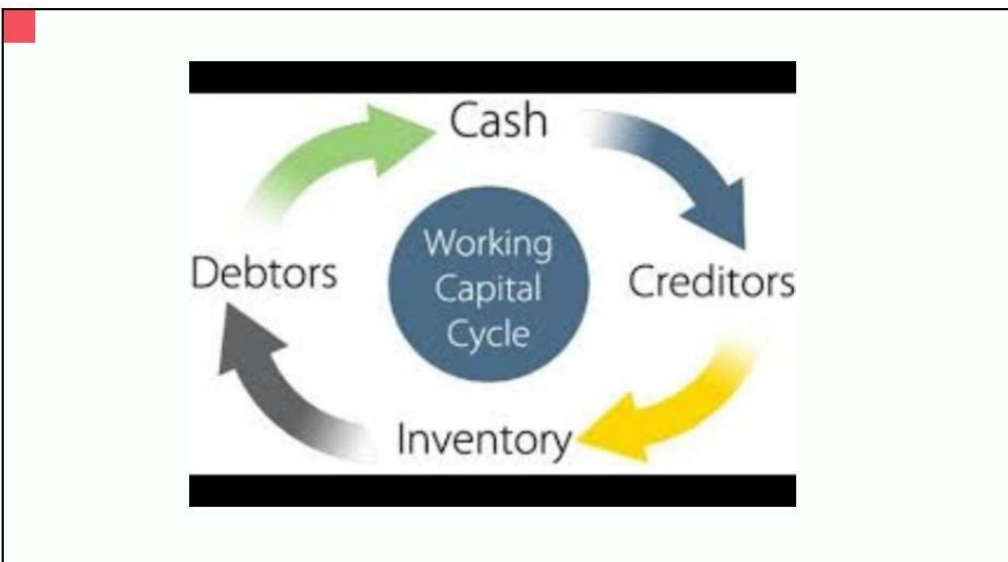 Cash
Debtors
Working
Capital
Cycle
Creditors
Inventory